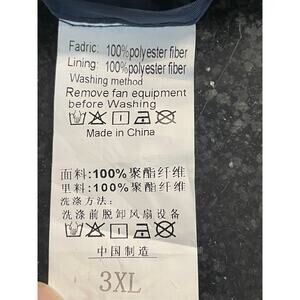 Fadric: 100%polyester fiber
Lining: 100%polyester fiber
Washing method
Remove fan equipment
before Washing
Made in China
面料:100%聚酯纤维
里料:100%聚酯纤维
洗涤方法:
洗涤前脱卸风扇设备
中国制造
3XL